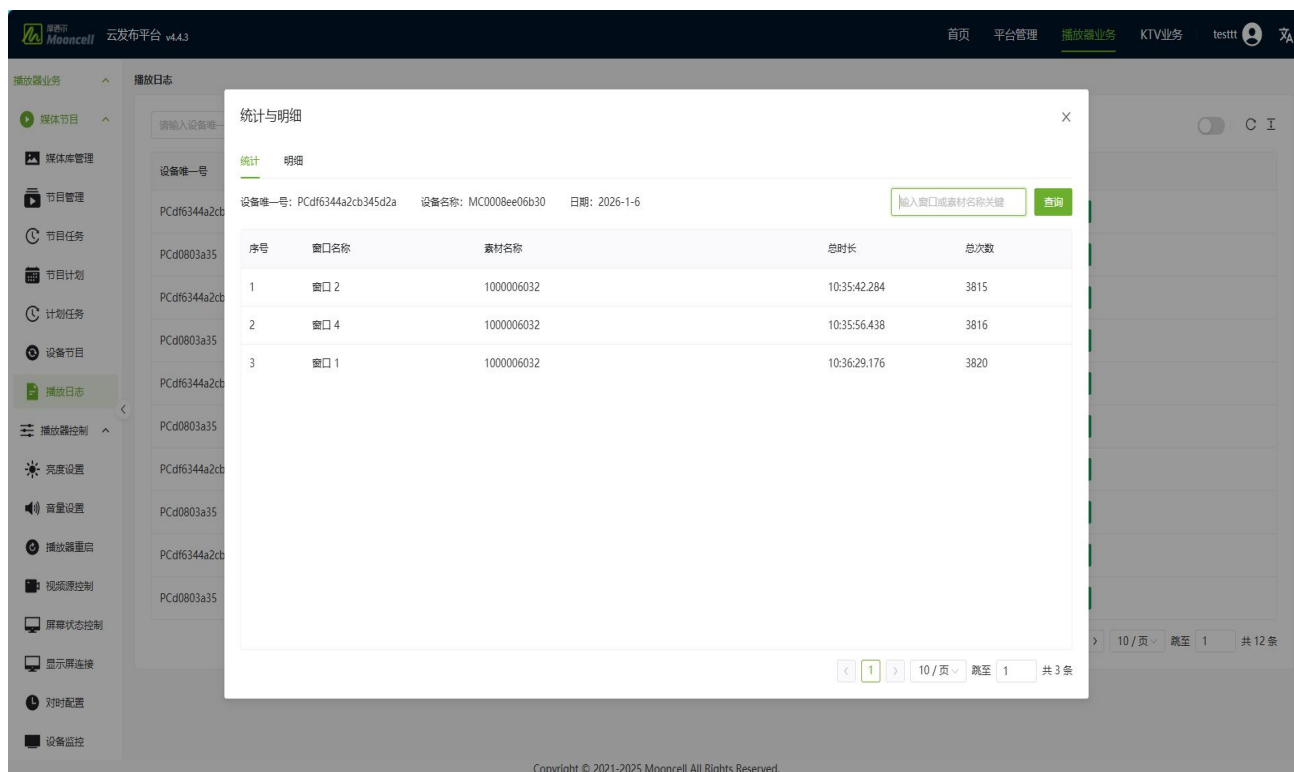 摩西尔 Mooncell 云发布平台 v4.4.3 首页 平台管理 播放器业务 KTV业务 testtt
播放器业务 播放日志
媒体节目
请输入设备唯一
统计与明细 X
媒体库管理
统计 明细
设备唯一号
节目管理
设备唯一号: PCdf6344a2cb345d2a 设备名称: MC0008ee06b30 日期: 2026-1-6 输入窗口或素材名称关键 查询
PCdf6344a2cb
节目任务
序号 窗口名称 素材名称 总时长 总次数
PCd0803a35
节目计划
1 窗口 2 1000006032 10:35:42.284 3815
PCdf6344a2cb
计划任务
2 窗口 4 1000006032 10:35:56.438 3816
PCd0803a35
设备节目
3 窗口 1 1000006032 10:36:29.176 3820
PCdf6344a2cb
播放日志
PCd0803a35
播放器控制
PCdf6344a2cb
亮度设置
PCd0803a35
音量设置
PCdf6344a2cb
播放器重启
视频源控制
PCd0803a35
屏幕状态控制
10 / 页 跳至 1 共 12 条
显示屏连接
1 10 / 页 跳至 1 共 3 条
对时配置
设备监控
Copyright © 2021-2025 Mooncell All Rights Reserved.